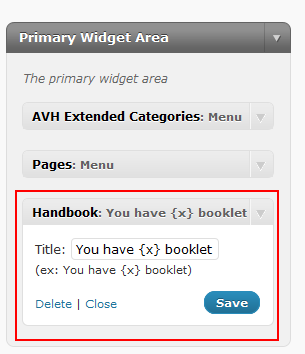 Primary Widget Area
The primary widget area
AVH Extended Categories: Menu
Pages: Menu
Handbook: You have {x} booklet
Title: You have {x} booklet
(ex: You have {x} booklet)
Delete | Close Save